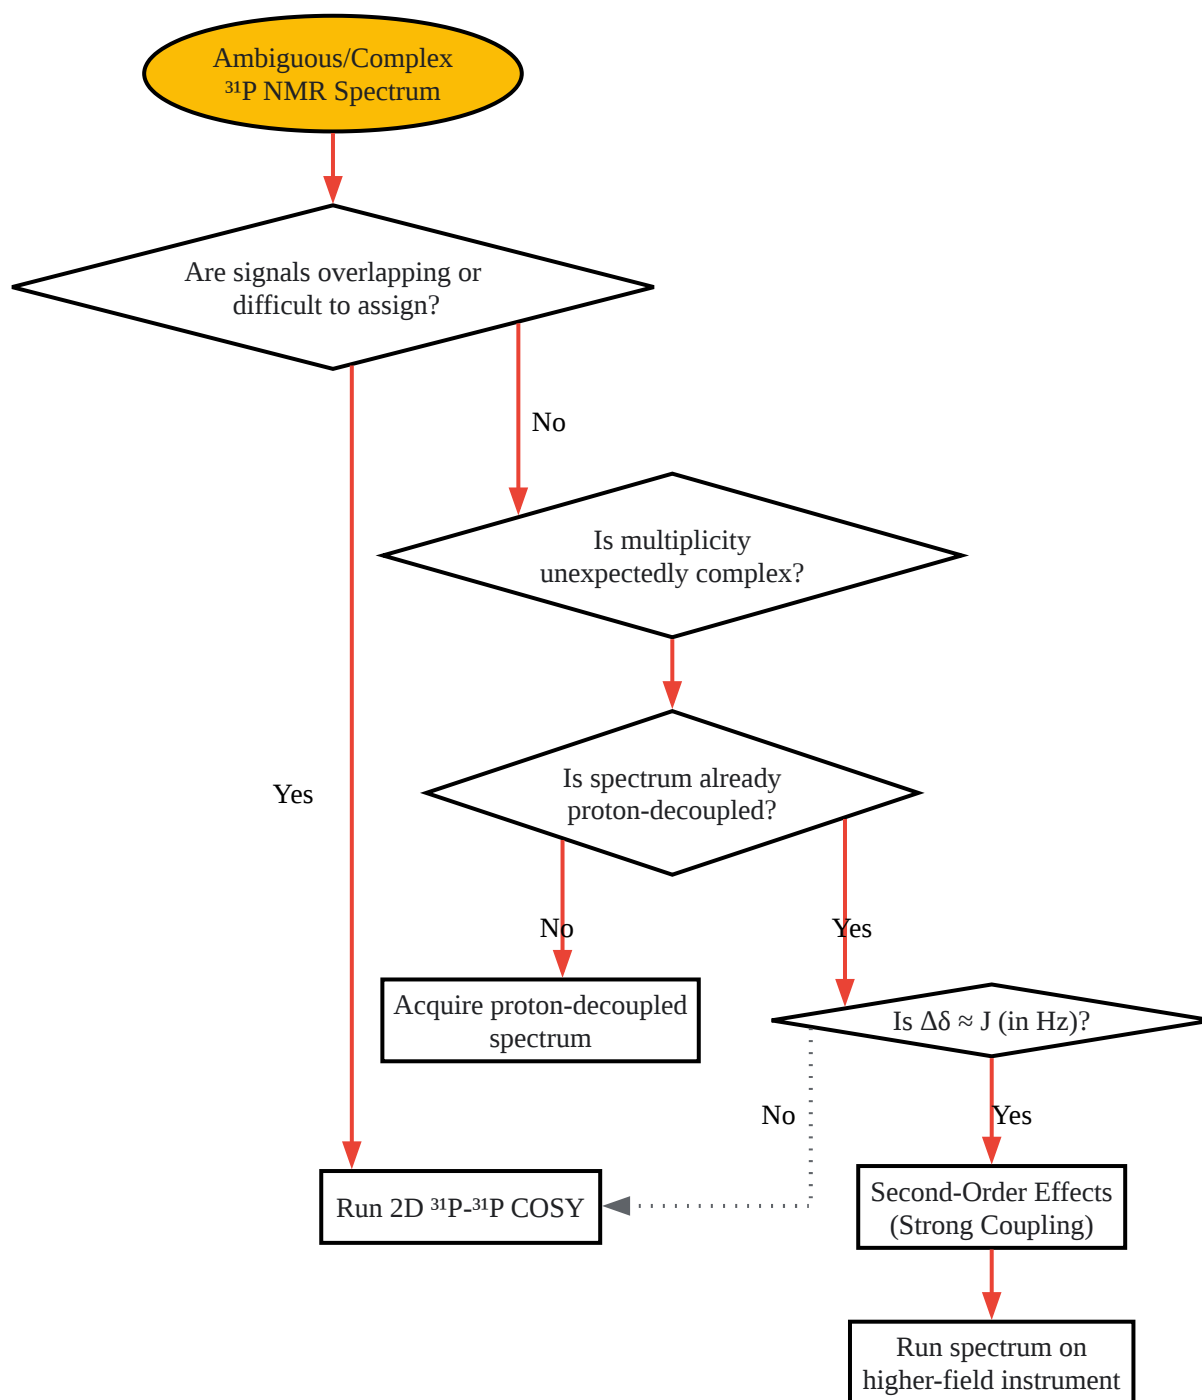 Ambiguous/Complex
³¹P NMR Spectrum
Are signals overlapping or
difficult to assign?
No
Is multiplicity
unexpectedly complex?
Is spectrum already
proton-decoupled?
Yes
No
Yes
Acquire proton-decoupled
spectrum
Is Δδ ≈ J (in Hz)?
No
Yes
Run 2D ³¹P-³¹P COSY
Second-Order Effects
(Strong Coupling)
Run spectrum on
higher-field instrument